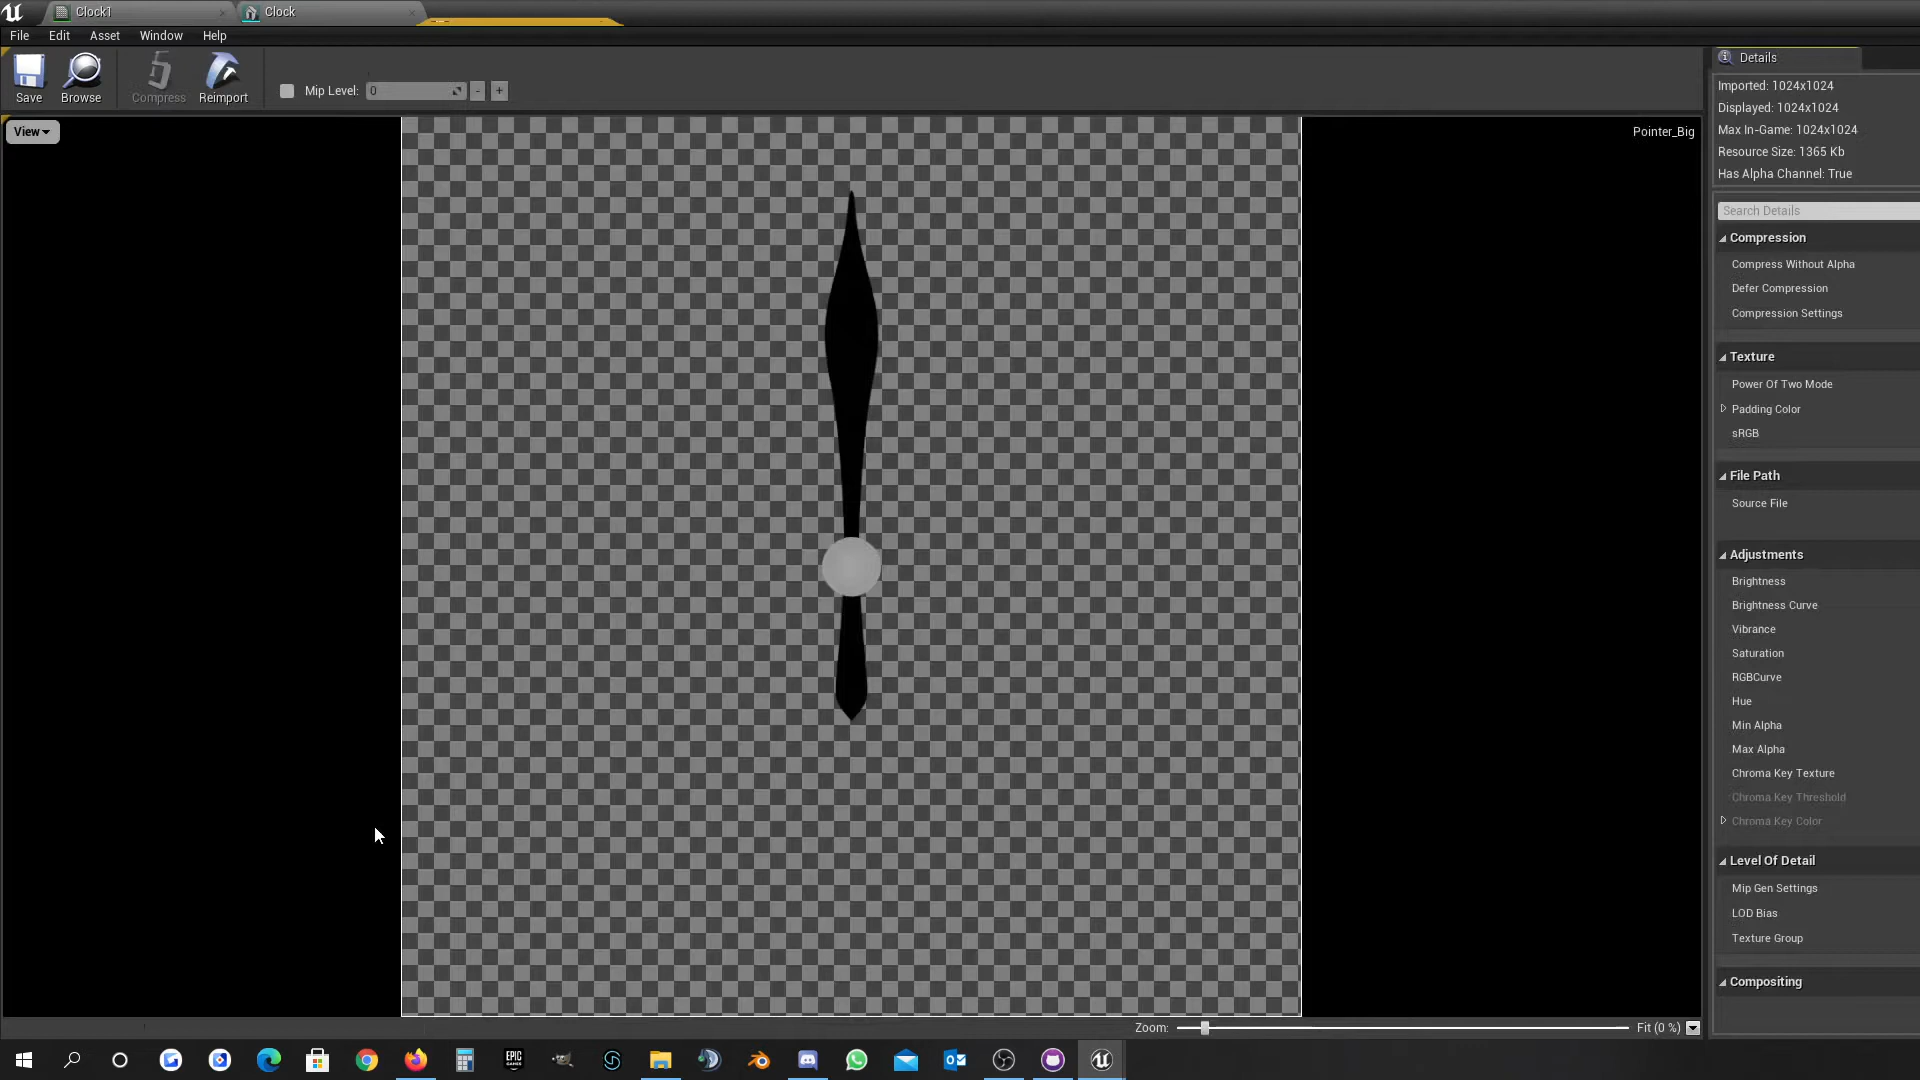 Clock1
Clock
File Edit Asset Window Help
Save Browse Compress Reimport Mip Level: 0 - +
View
Pointer_Big
Details
Imported: 1024x1024
Displayed: 1024x1024
Max In-Game: 1024x1024
Resource Size: 1365 Kb
Has Alpha Channel: True
Search Details
Compression
Compress Without Alpha
Defer Compression
Compression Settings
Texture
Power Of Two Mode
Padding Color
sRGB
File Path
Source File
Adjustments
Brightness
Brightness Curve
Vibrance
Saturation
RGBCurve
Hue
Min Alpha
Max Alpha
Chroma Key Texture
Chroma Key Threshold
Chroma Key Color
Level Of Detail
Mip Gen Settings
LOD Bias
Texture Group
Compositing
Zoom: Fit (0 %)
EPIC
GAMES